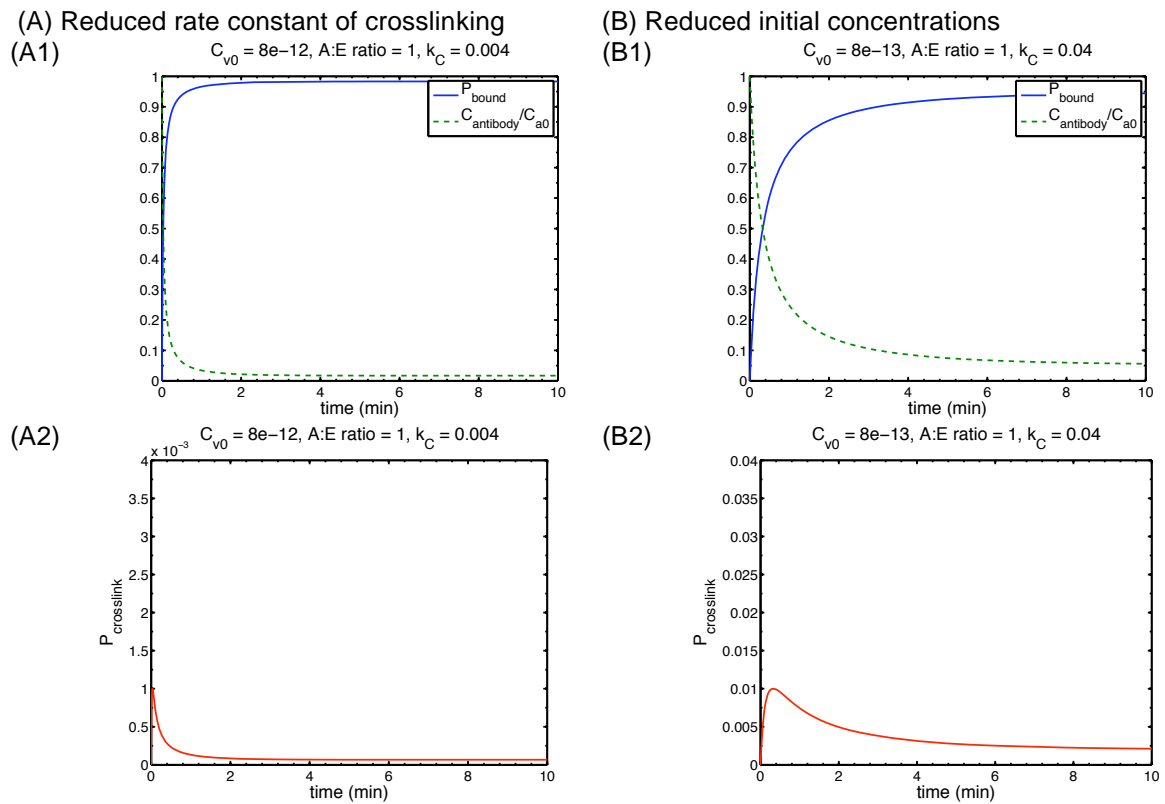 (A) Reduced rate constant of crosslinking
(B) Reduced initial concentrations
(A1)
C_v0 = 8e−12, A:E ratio = 1, k_C = 0.004
1
0.9
0.8
0.7
0.6
0.5
0.4
0.3
0.2
0.1
0
P_bound
C_antibody/C_a0
0 2 4 6 8 10
time (min)
(B1)
C_v0 = 8e−13, A:E ratio = 1, k_C = 0.04
1
0.9
0.8
0.7
0.6
0.5
0.4
0.3
0.2
0.1
0
P_bound
C_antibody/C_a0
0 2 4 6 8 10
time (min)
(A2)
C_v0 = 8e−12, A:E ratio = 1, k_C = 0.004
x 10⁻³
4
3.5
3
2.5
2
1.5
1
0.5
0
P_crosslink
0 2 4 6 8 10
time (min)
(B2)
C_v0 = 8e−13, A:E ratio = 1, k_C = 0.04
0.04
0.035
0.03
0.025
0.02
0.015
0.01
0.005
0
P_crosslink
0 2 4 6 8 10
time (min)